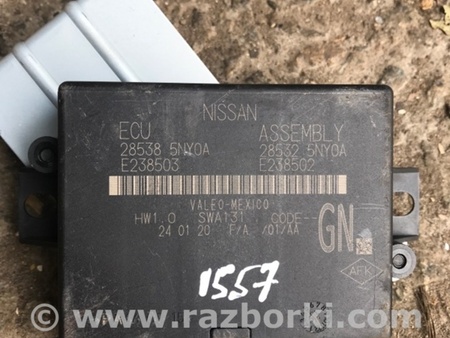 NISSAN
ECU ASSEMBLY
28538 5NY0A 28532 5NY0A
E238503 E238502
VALEO-MEXICO
HW1.0 SWA131 CODE--
24 01 20 F/A /01/AA
GN
AFK
1557
www.razborki.com